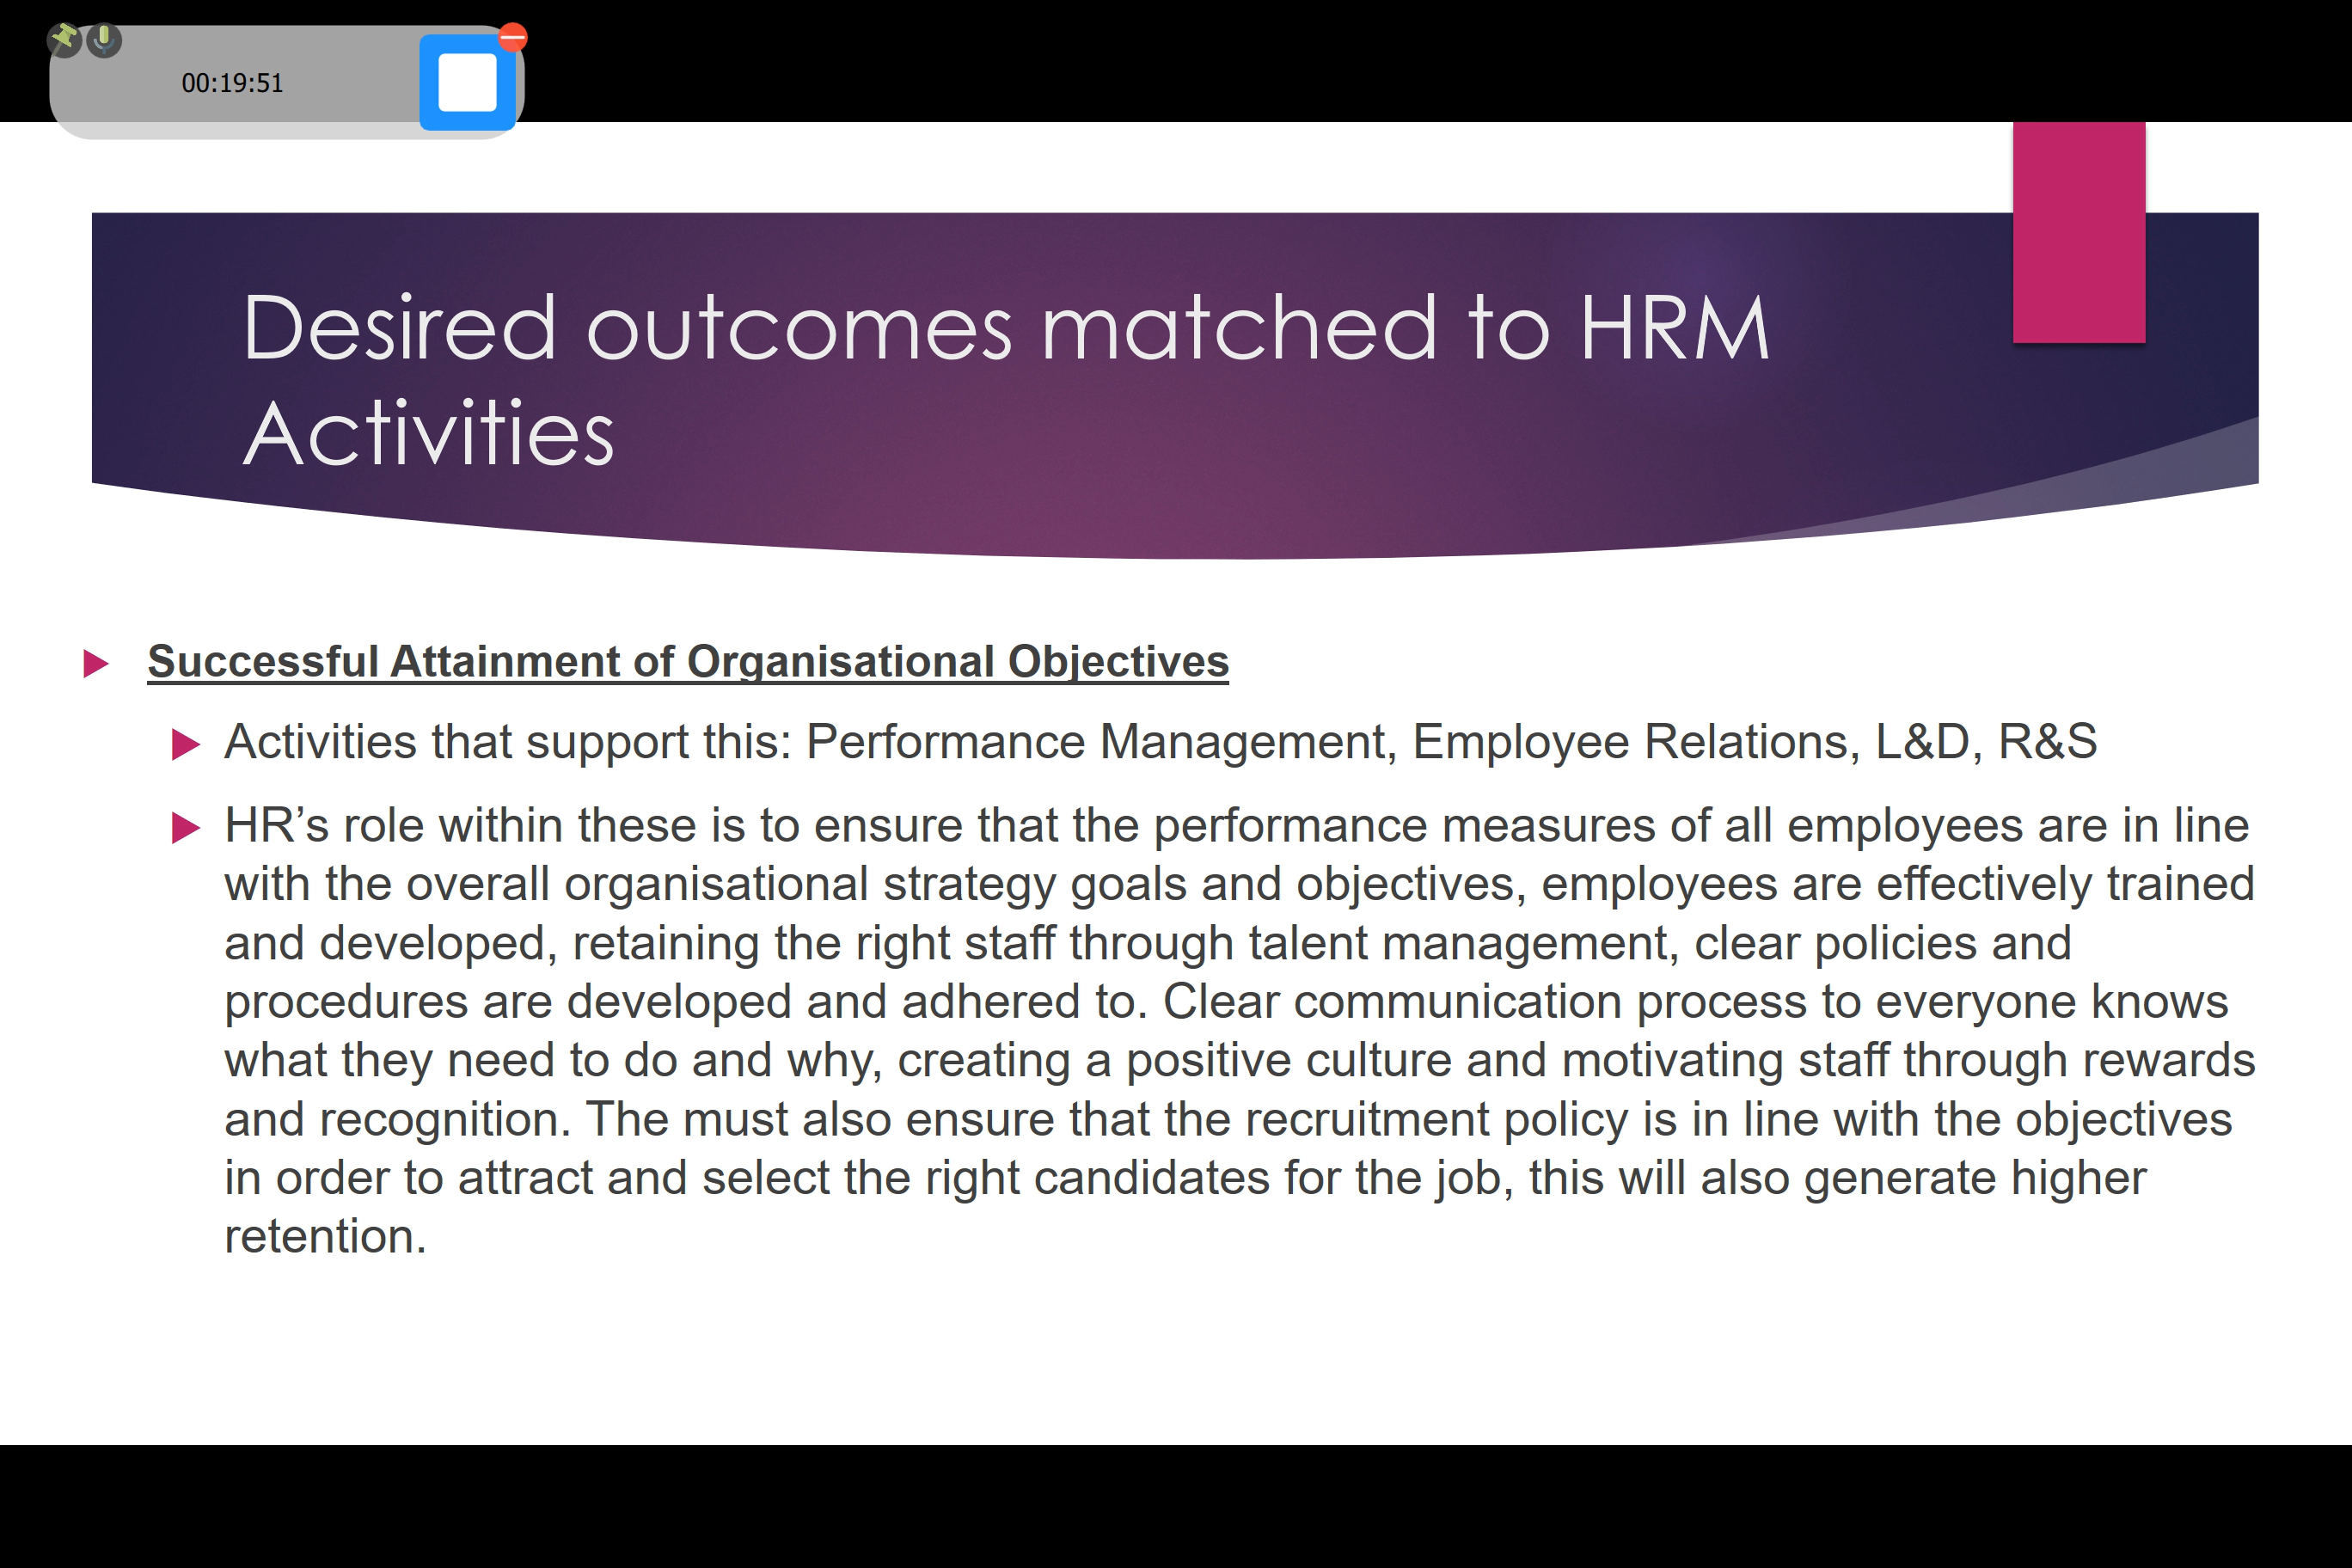 00:19:51
Desired outcomes matched to HRM
Activities
Successful Attainment of Organisational Objectives
Activities that support this: Performance Management, Employee Relations, L&D, R&S
HR’s role within these is to ensure that the performance measures of all employees are in line
with the overall organisational strategy goals and objectives, employees are effectively trained
and developed, retaining the right staff through talent management, clear policies and
procedures are developed and adhered to. Clear communication process to everyone knows
what they need to do and why, creating a positive culture and motivating staff through rewards
and recognition. The must also ensure that the recruitment policy is in line with the objectives
in order to attract and select the right candidates for the job, this will also generate higher
retention.